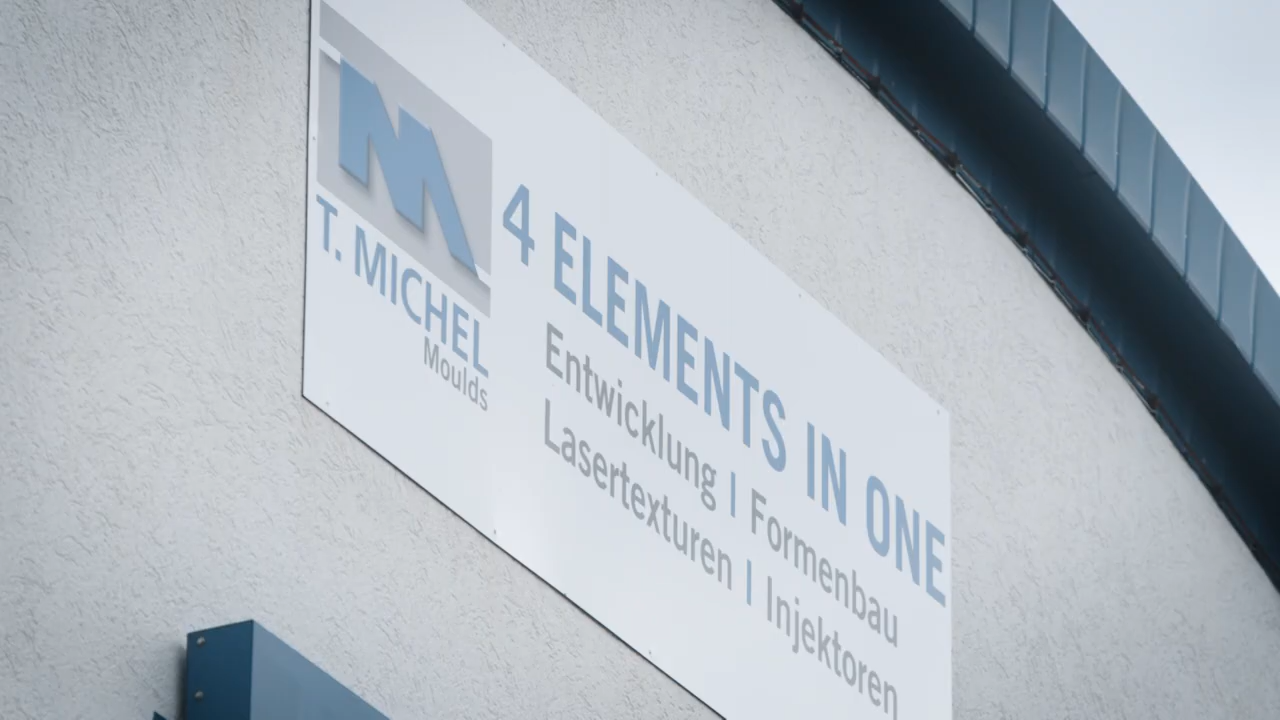 T. MICHEL
Moulds
4 ELEMENTS IN ONE
Entwicklung | Formenbau
Lasertexturen | Injektoren